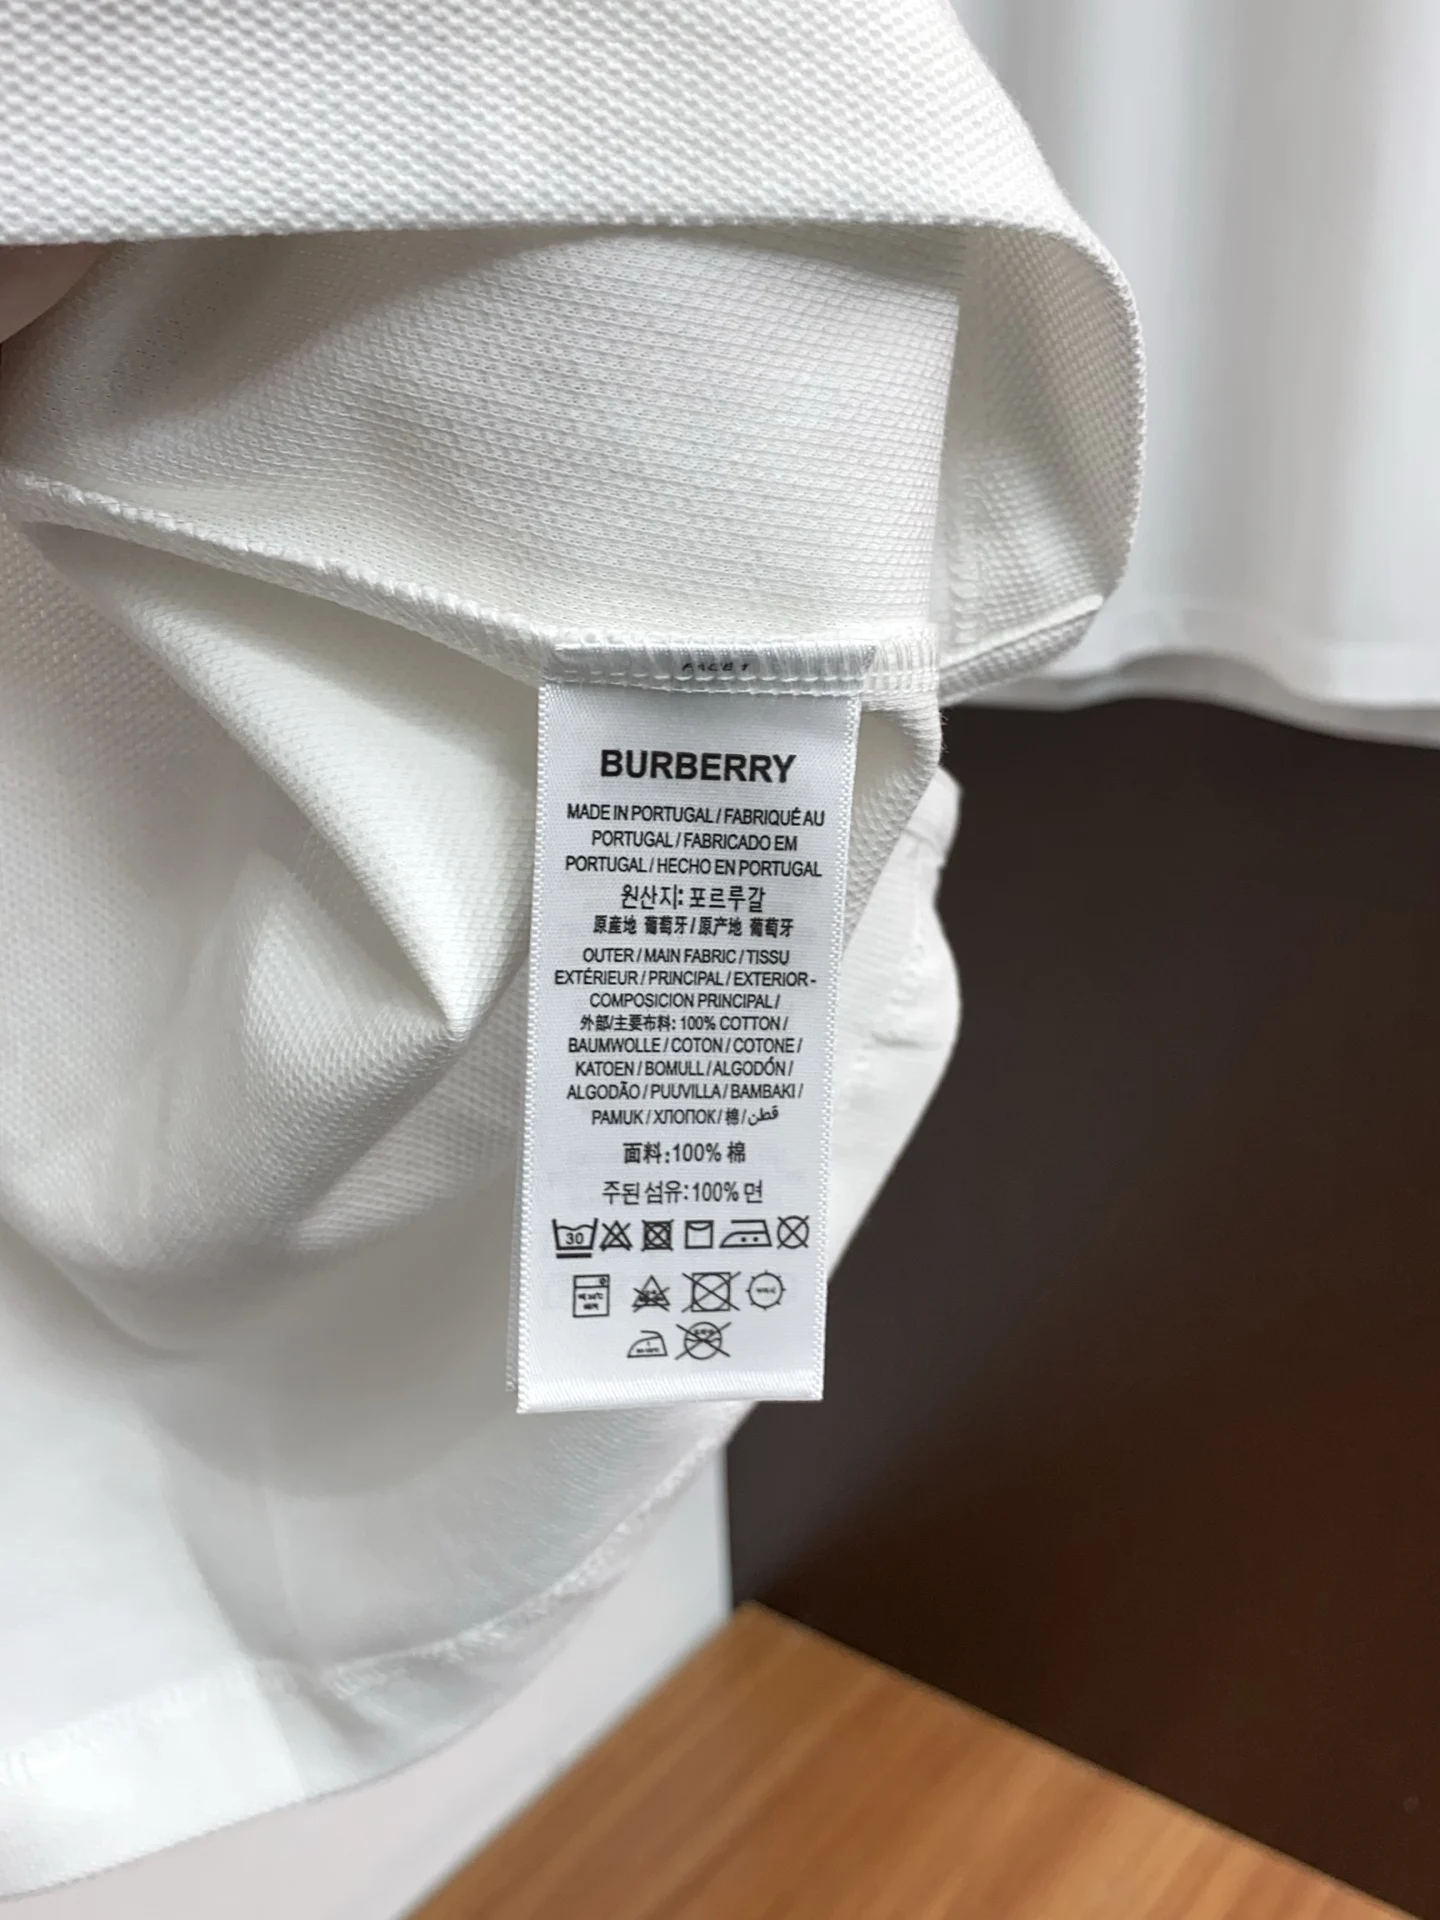 BURBERRY
MADE IN PORTUGAL / FABRIQUÉ AU
PORTUGAL / FABRICADO EM
PORTUGAL / HECHO EN PORTUGAL
원산지: 포르투갈
原產地 葡萄牙 / 原产地 葡萄牙
OUTER / MAIN FABRIC / TISSU
EXTÉRIEUR / PRINCIPAL / EXTERIOR -
COMPOSICION PRINCIPAL /
外部/主要布料: 100% COTTON /
BAUMWOLLE / COTON / COTONE /
KATOEN / BOMULL / ALGODÓN /
ALGODÃO / PUUVILLA / BAMBAKI /
PAMUK / ХЛОПОК / 棉 / قطن
面料: 100% 棉
주된 섬유: 100% 면
30